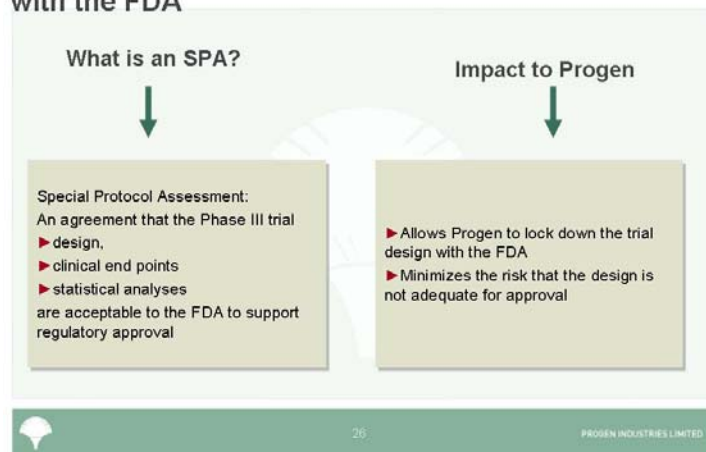 with the FDA
What is an SPA?
Impact to Progen
Special Protocol Assessment:
An agreement that the Phase III trial
►design,
►clinical end points
►statistical analyses
are acceptable to the FDA to support
regulatory approval
►Allows Progen to lock down the trial
design with the FDA
►Minimizes the risk that the design is
not adequate for approval
26
PROGEN INDUSTRIES LIMITED